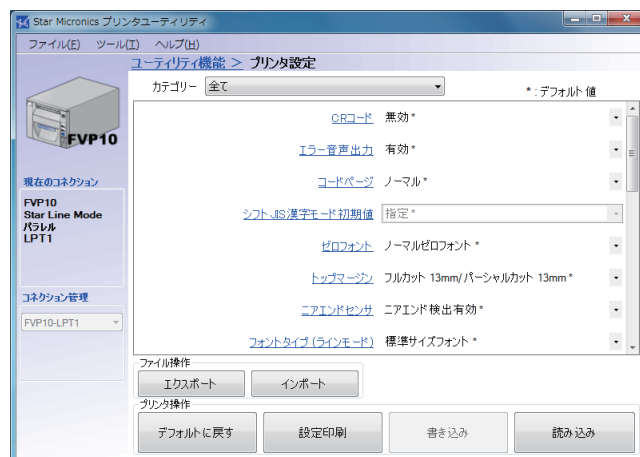 Star Micronics プリンタユーティリティ
ファイル(F) ツール(T) ヘルプ(H)
ユーティリティ機能 > プリンタ設定
カテゴリー 全て
* : デフォルト値
FVP10
現在のコネクション
FVP10
Star Line Mode
パラレル
LPT1
コネクション管理
FVP10-LPT1
CRコード 無効 *
エラー音声出力 有効 *
コードページ ノーマル *
シフトJIS漢字モード初期値 指定 *
ゼロフォント ノーマルゼロフォント *
トップマージン フルカット 13mm/パーシャルカット 13mm *
ニアエンドセンサ ニアエンド検出有効 *
フォントタイプ (ラインモード) 標準サイズフォント *
ファイル操作
エクスポート インポート
プリンタ操作
デフォルトに戻す 設定印刷 書き込み 読み込み